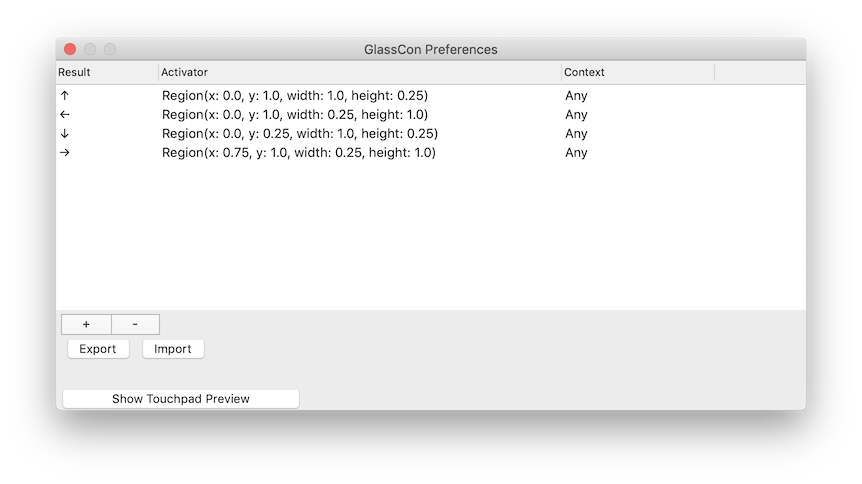 GlassCon Preferences
Result Activator Context
↑ Region(x: 0.0, y: 1.0, width: 1.0, height: 0.25) Any
← Region(x: 0.0, y: 1.0, width: 0.25, height: 1.0) Any
↓ Region(x: 0.0, y: 0.25, width: 1.0, height: 0.25) Any
→ Region(x: 0.75, y: 1.0, width: 0.25, height: 1.0) Any
+ -
Export Import
Show Touchpad Preview